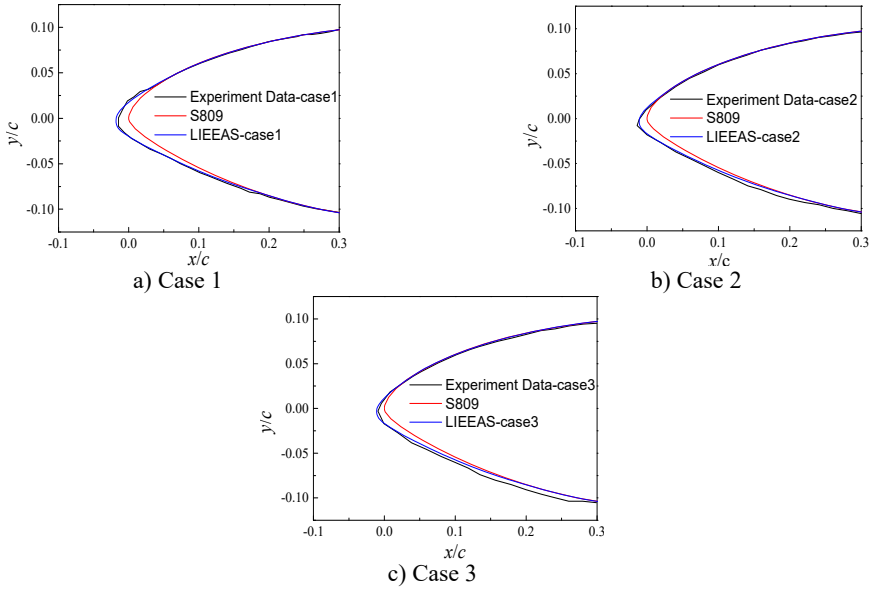 0.10
0.05
0.00
-0.05
-0.10
y/c
Experiment Data-case1
S809
LIEEAS-case1
-0.1 0.0 0.1 0.2 0.3
x/c
a) Case 1
0.10
0.05
0.00
-0.05
-0.10
y/c
Experiment Data-case2
S809
LIEEAS-case2
-0.1 0.0 0.1 0.2 0.3
x/c
b) Case 2
0.10
0.05
0.00
-0.05
-0.10
y/c
Experiment Data-case3
S809
LIEEAS-case3
-0.1 0.0 0.1 0.2 0.3
x/c
c) Case 3